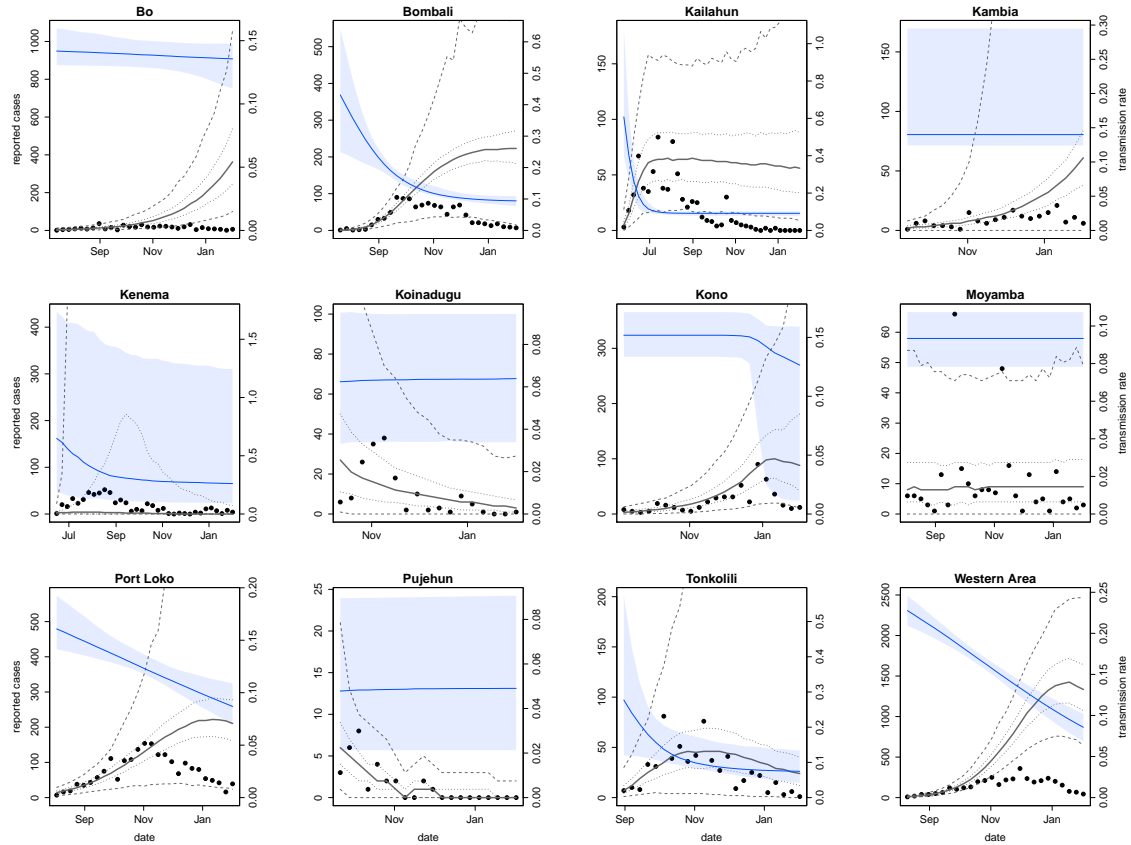 Bo
Bombali
Kailahun
Kambia
reported cases
0 200 400 600 800 1000
0.00 0.05 0.10 0.15
Sep Nov Jan
0 100 200 300 400 500
0.0 0.1 0.2 0.3 0.4 0.5 0.6
Sep Nov Jan
0 50 100 150
0.0 0.2 0.4 0.6 0.8 1.0
Jul Sep Nov Jan
0 50 100 150
0.00 0.05 0.10 0.15 0.20 0.25 0.30
Nov Jan
transmission rate
Kenema
Koinadugu
Kono
Moyamba
reported cases
0 100 200 300 400
0.0 0.5 1.0 1.5
Jul Sep Nov Jan
0 20 40 60 80 100
0.00 0.02 0.04 0.06 0.08
Nov Jan
0 100 200 300
0.00 0.05 0.10 0.15
Sep Nov Jan
0 10 20 30 40 50 60
0.00 0.02 0.04 0.06 0.08 0.10
Sep Nov Jan
transmission rate
Port Loko
Pujehun
Tonkolili
Western Area
reported cases
0 100 200 300 400 500
0.00 0.05 0.10 0.15 0.20
Sep Nov Jan
date
0 5 10 15 20 25
0.00 0.02 0.04 0.06 0.08
Nov Jan
date
0 50 100 150 200
0.0 0.1 0.2 0.3 0.4 0.5
Sep Nov Jan
date
0 500 1000 1500 2000 2500
0.00 0.05 0.10 0.15 0.20 0.25
Sep Nov Jan
date
transmission rate